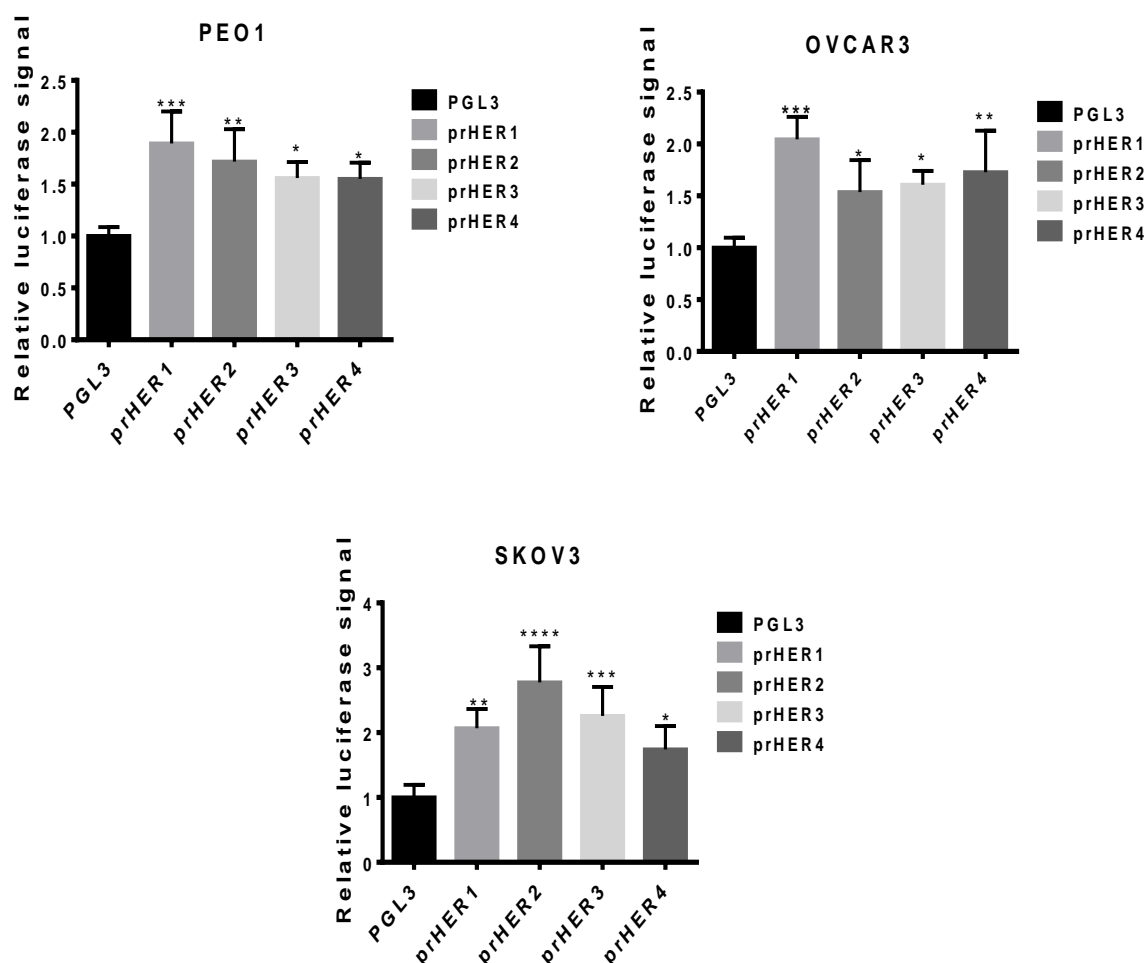 PEO1
Relative luciferase signal
2.5
2.0
1.5
1.0
0.5
0.0
***
**
*
*
PGL3
prHER1
prHER2
prHER3
prHER4
PGL3
prHER1
prHER2
prHER3
prHER4
OVCAR3
Relative luciferase signal
2.5
2.0
1.5
1.0
0.5
0.0
***
*
*
**
PGL3
prHER1
prHER2
prHER3
prHER4
PGL3
prHER1
prHER2
prHER3
prHER4
SKOV3
Relative luciferase signal
4
3
2
1
0
**
****
***
*
PGL3
prHER1
prHER2
prHER3
prHER4
PGL3
prHER1
prHER2
prHER3
prHER4